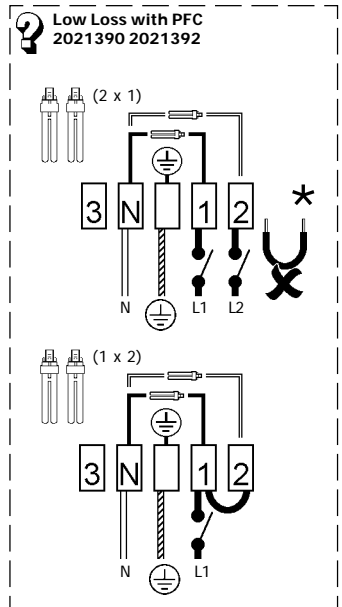 Low Loss with PFC
2021390 2021392
(2 x 1)
3 N 1 2
*
N L1 L2
(1 x 2)
3 N 1 2
N L1